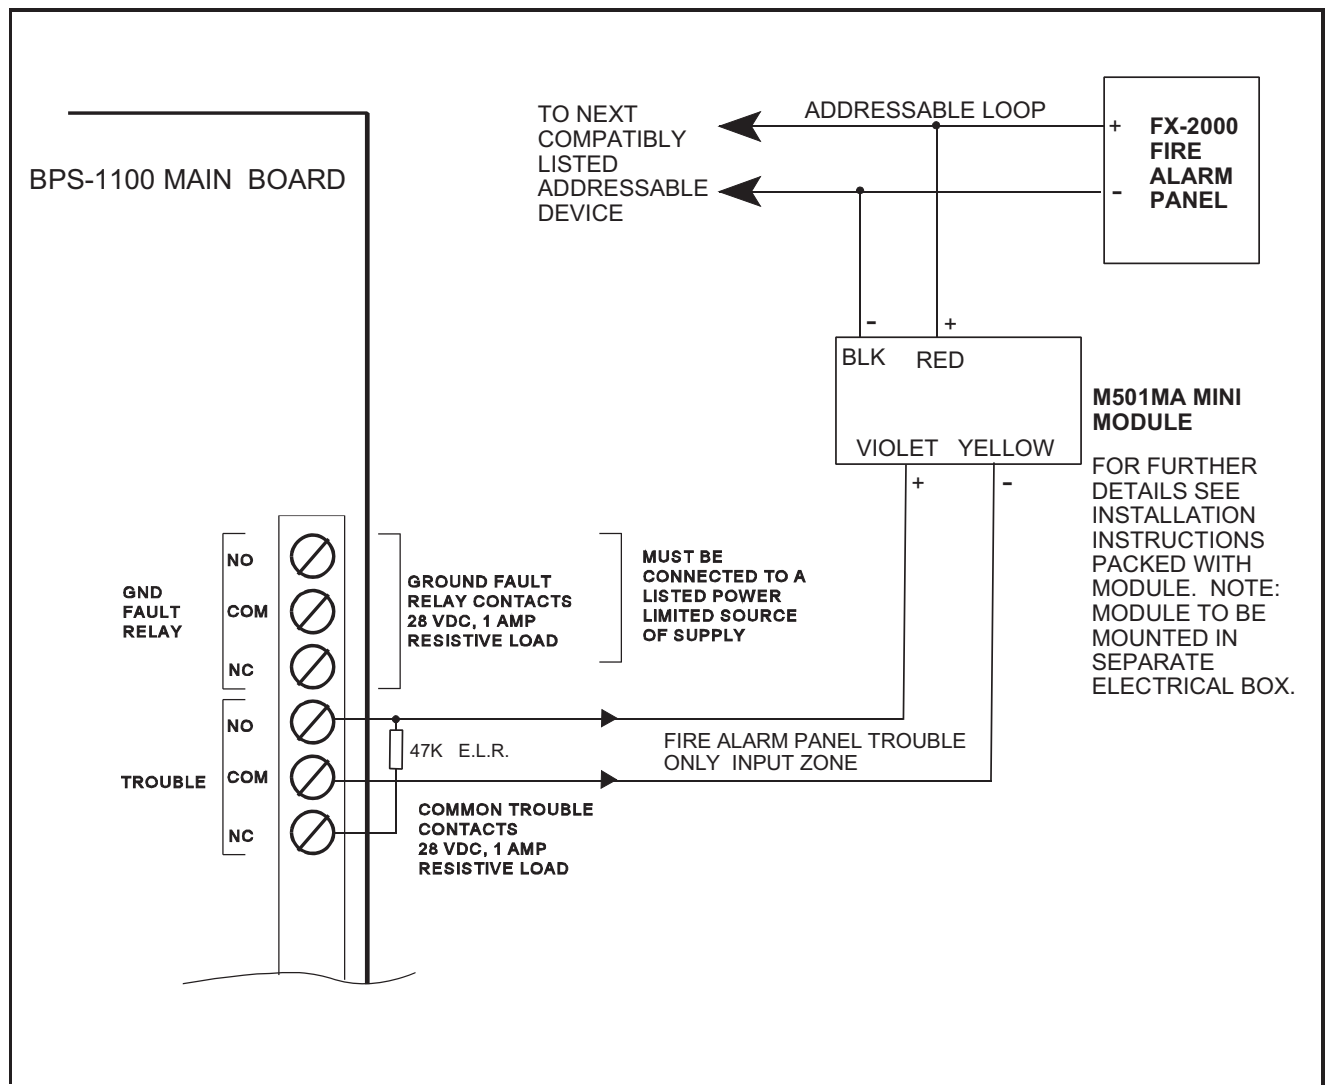 BPS-1100 MAIN BOARD
TO NEXT
COMPATIBLY
LISTED
ADDRESSABLE
DEVICE
ADDRESSABLE LOOP
+
-
FX-2000
FIRE
ALARM
PANEL
-
+
BLK
RED
VIOLET
YELLOW
+
-
M501MA MINI
MODULE
FOR FURTHER
DETAILS SEE
INSTALLATION
INSTRUCTIONS
PACKED WITH
MODULE. NOTE:
MODULE TO BE
MOUNTED IN
SEPARATE
ELECTRICAL BOX.
GND
FAULT
RELAY
NO
COM
NC
GROUND FAULT
RELAY CONTACTS
28 VDC, 1 AMP
RESISTIVE LOAD
MUST BE
CONNECTED TO A
LISTED POWER
LIMITED SOURCE
OF SUPPLY
TROUBLE
NO
COM
NC
47K E.L.R.
FIRE ALARM PANEL TROUBLE
ONLY INPUT ZONE
COMMON TROUBLE
CONTACTS
28 VDC, 1 AMP
RESISTIVE LOAD